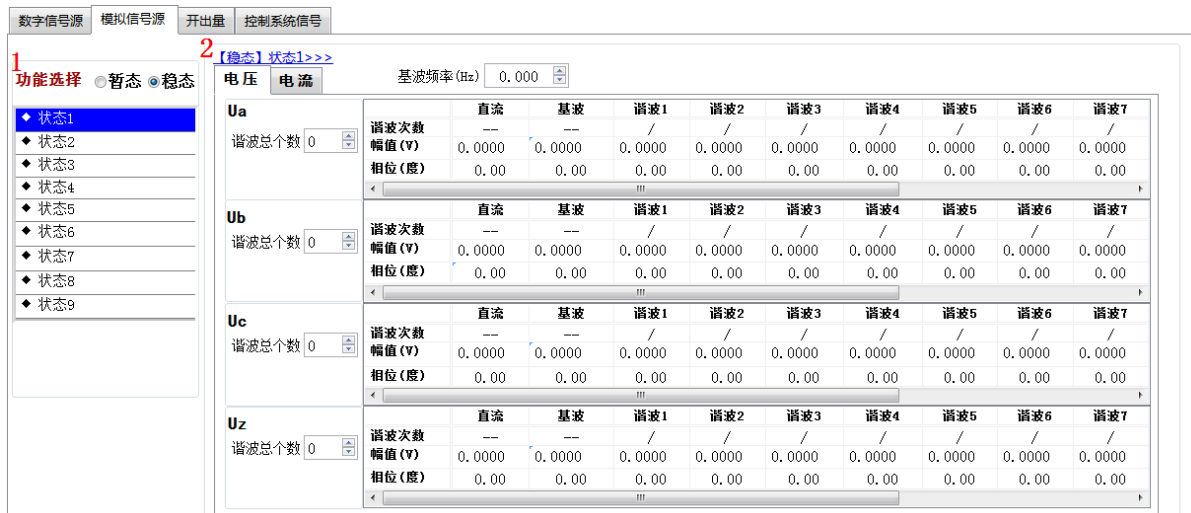 数字信号源 模拟信号源 开出量 控制系统信号
1 2
【稳态】状态1>>>
功能选择 暂态 稳态
电压 电流 基波频率(Hz) 0.000
◆ 状态1
◆ 状态2
◆ 状态3
◆ 状态4
◆ 状态5
◆ 状态6
◆ 状态7
◆ 状态8
◆ 状态9
Ua
谐波总个数 0
直流 基波 谐波1 谐波2 谐波3 谐波4 谐波5 谐波6 谐波7
谐波次数 -- -- / / / / / / /
幅值(V) 0.0000 0.0000 0.0000 0.0000 0.0000 0.0000 0.0000 0.0000 0.0000
相位(度) 0.00 0.00 0.00 0.00 0.00 0.00 0.00 0.00 0.00
Ub
谐波总个数 0
直流 基波 谐波1 谐波2 谐波3 谐波4 谐波5 谐波6 谐波7
谐波次数 -- -- / / / / / / /
幅值(V) 0.0000 0.0000 0.0000 0.0000 0.0000 0.0000 0.0000 0.0000 0.0000
相位(度) 0.00 0.00 0.00 0.00 0.00 0.00 0.00 0.00 0.00
Uc
谐波总个数 0
直流 基波 谐波1 谐波2 谐波3 谐波4 谐波5 谐波6 谐波7
谐波次数 -- -- / / / / / / /
幅值(V) 0.0000 0.0000 0.0000 0.0000 0.0000 0.0000 0.0000 0.0000 0.0000
相位(度) 0.00 0.00 0.00 0.00 0.00 0.00 0.00 0.00 0.00
Uz
谐波总个数 0
直流 基波 谐波1 谐波2 谐波3 谐波4 谐波5 谐波6 谐波7
谐波次数 -- -- / / / / / / /
幅值(V) 0.0000 0.0000 0.0000 0.0000 0.0000 0.0000 0.0000 0.0000 0.0000
相位(度) 0.00 0.00 0.00 0.00 0.00 0.00 0.00 0.00 0.00